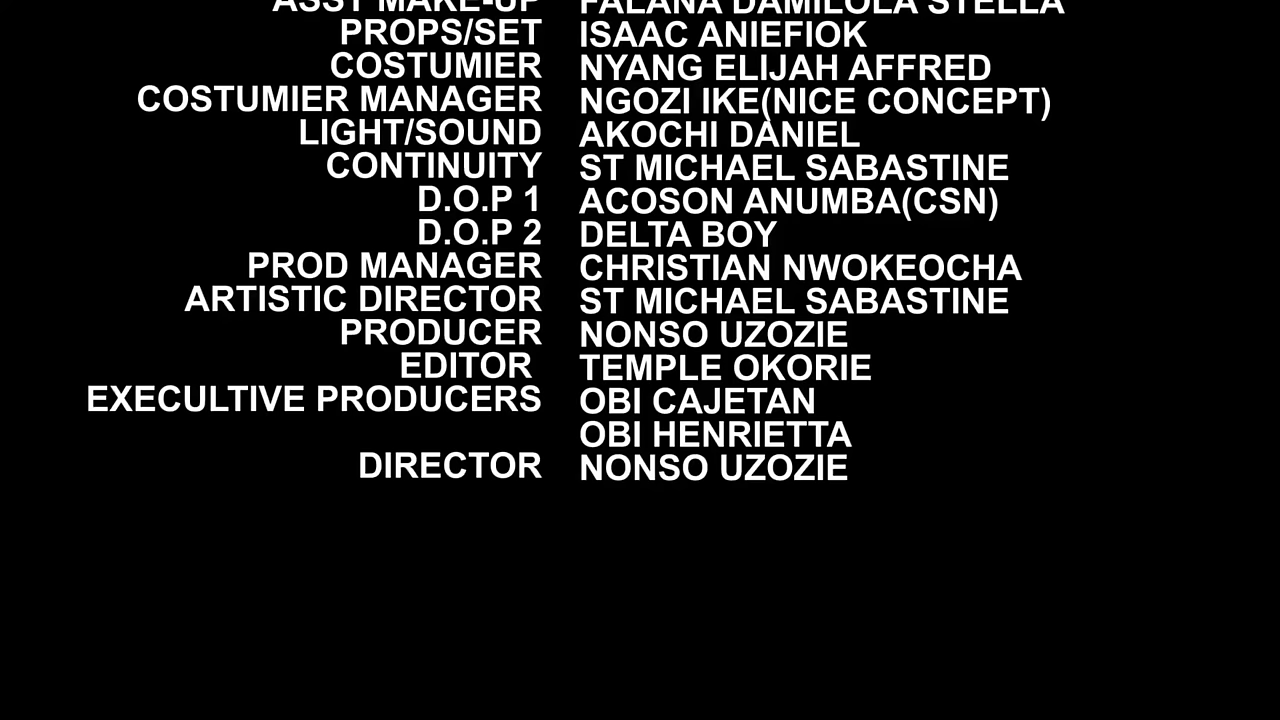 ASST MAKE-UP FALANA DAMILOLA STELLA
PROPS/SET ISAAC ANIEFIOK
COSTUMIER NYANG ELIJAH AFFRED
COSTUMIER MANAGER NGOZI IKE(NICE CONCEPT)
LIGHT/SOUND AKOCHI DANIEL
CONTINUITY ST MICHAEL SABASTINE
D.O.P 1 ACOSON ANUMBA(CSN)
D.O.P 2 DELTA BOY
PROD MANAGER CHRISTIAN NWOKEOCHA
ARTISTIC DIRECTOR ST MICHAEL SABASTINE
PRODUCER NONSO UZOZIE
EDITOR TEMPLE OKORIE
EXECULTIVE PRODUCERS OBI CAJETAN
OBI HENRIETTA
DIRECTOR NONSO UZOZIE